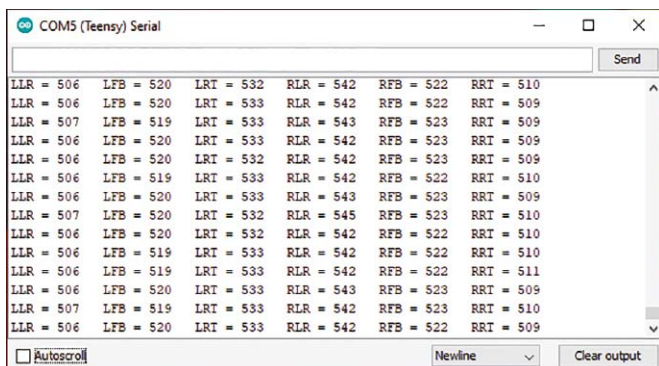 COM5 (Teensy) Serial
Send
LLR = 506 LFB = 520 LRT = 532 RLR = 542 RFB = 522 RRT = 510
LLR = 506 LFB = 520 LRT = 533 RLR = 542 RFB = 522 RRT = 509
LLR = 507 LFB = 519 LRT = 533 RLR = 543 RFB = 523 RRT = 509
LLR = 506 LFB = 520 LRT = 533 RLR = 542 RFB = 523 RRT = 509
LLR = 506 LFB = 520 LRT = 532 RLR = 542 RFB = 523 RRT = 509
LLR = 506 LFB = 519 LRT = 533 RLR = 542 RFB = 522 RRT = 510
LLR = 506 LFB = 520 LRT = 533 RLR = 543 RFB = 523 RRT = 509
LLR = 507 LFB = 520 LRT = 532 RLR = 545 RFB = 523 RRT = 510
LLR = 506 LFB = 520 LRT = 533 RLR = 542 RFB = 522 RRT = 510
LLR = 506 LFB = 519 LRT = 533 RLR = 542 RFB = 522 RRT = 510
LLR = 506 LFB = 519 LRT = 533 RLR = 542 RFB = 522 RRT = 511
LLR = 506 LFB = 520 LRT = 533 RLR = 543 RFB = 523 RRT = 509
LLR = 507 LFB = 519 LRT = 533 RLR = 542 RFB = 523 RRT = 510
LLR = 506 LFB = 520 LRT = 533 RLR = 542 RFB = 522 RRT = 509
Autoscroll Newline Clear output